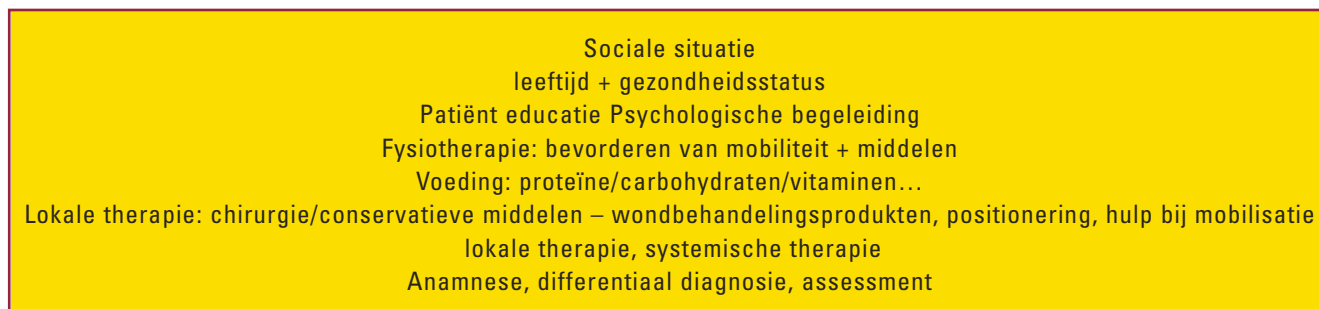 Sociale situatie
leeftijd + gezondheidsstatus
Patiënt educatie Psychologische begeleiding
Fysiotherapie: bevorderen van mobiliteit + middelen
Voeding: proteïne/carbohydraten/vitaminen…
Lokale therapie: chirurgie/conservatieve middelen – wondbehandelingsprodukten, positionering, hulp bij mobilisatie
lokale therapie, systemische therapie
Anamnese, differentiaal diagnosie, assessment